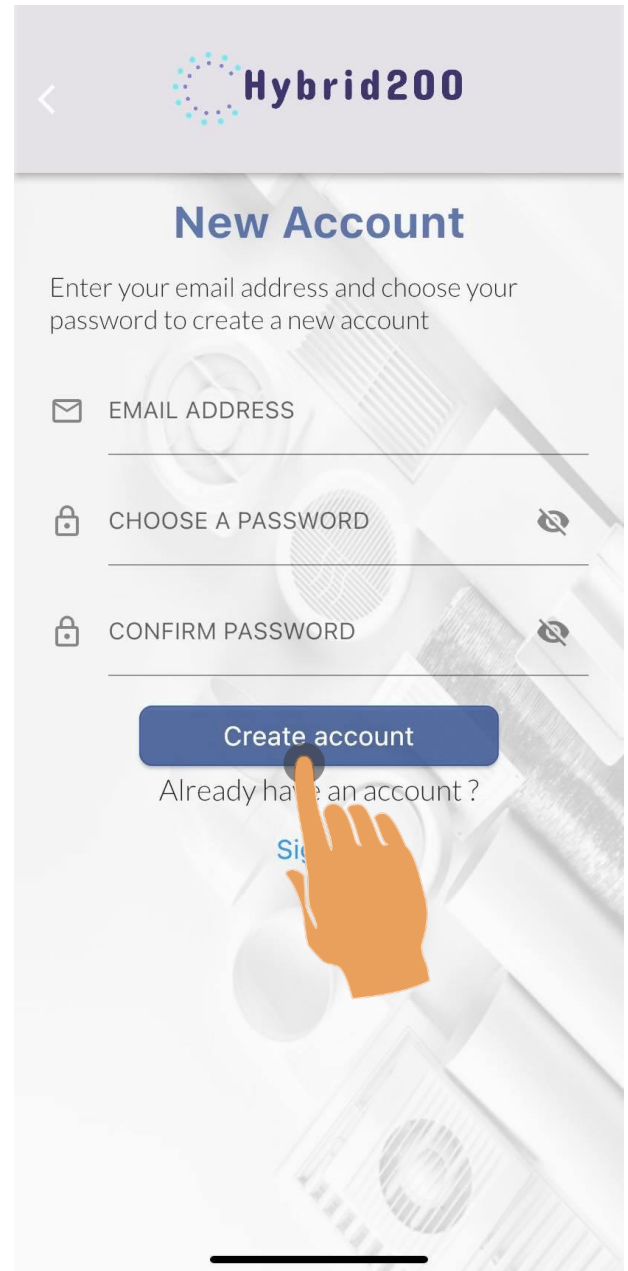 Hybrid200
New Account
Enter your email address and choose your
password to create a new account
EMAIL ADDRESS
CHOOSE A PASSWORD
CONFIRM PASSWORD
Create account
Already have an account ?